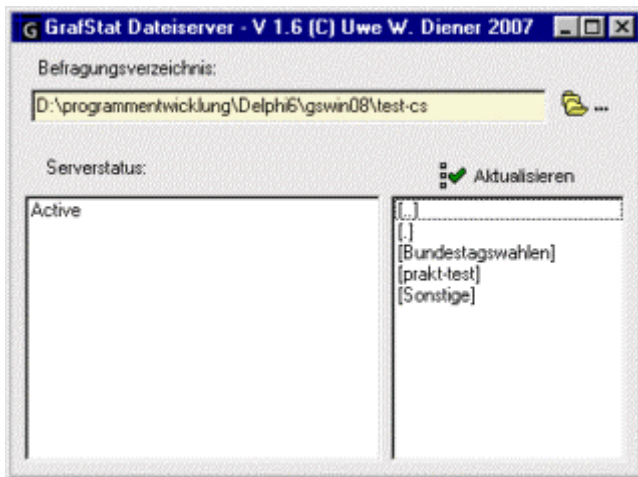 G GrafStat Dateiserver - V 1.6 (C) Uwe W. Diener 2007
Befragungsverzeichnis:
D:\programmentwicklung\Delphi6\gswin08\test-cs
...
Serverstatus:
Aktualisieren
Active
[..]
[.]
[Bundestagswahlen]
[prakt-test]
[Sonstige]